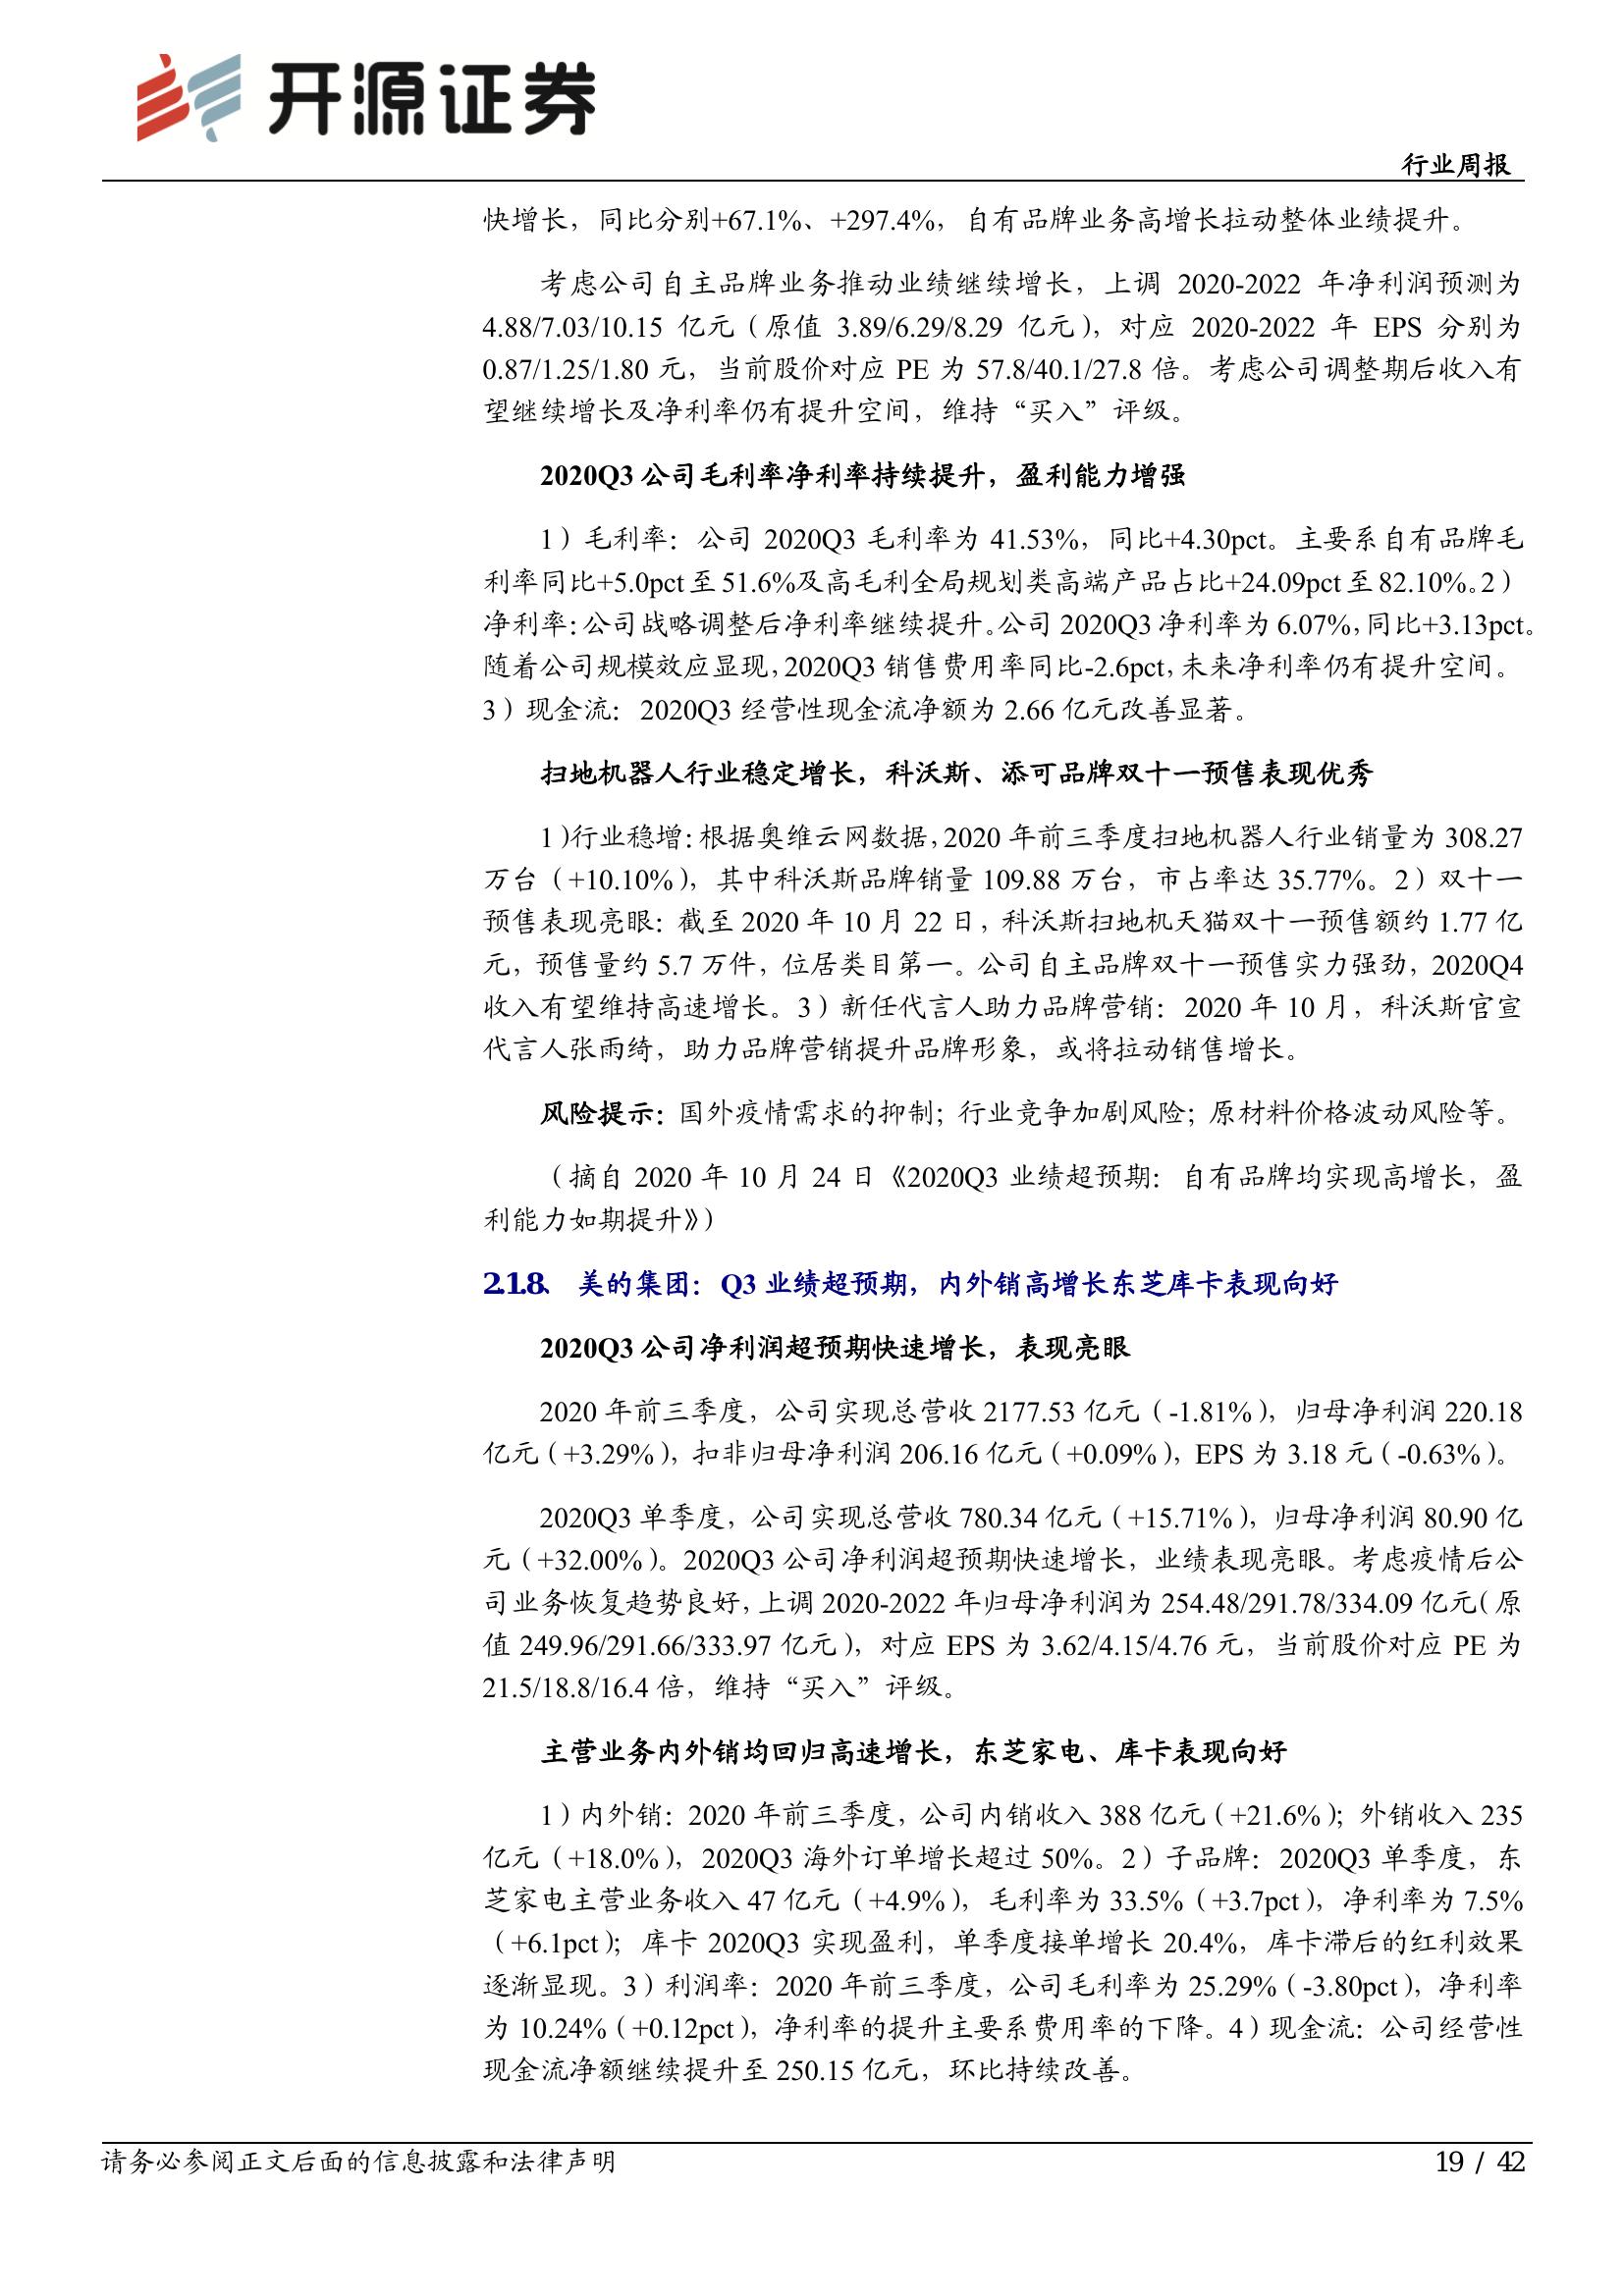 开源证券
行业周报
快增长，同比分别+67.1%、+297.4%，自有品牌业务高增长拉动整体业绩提升。
考虑公司自主品牌业务推动业绩继续增长，上调 2020-2022 年净利润预测为
4.88/7.03/10.15 亿元（原值 3.89/6.29/8.29 亿元），对应 2020-2022 年 EPS 分别为
0.87/1.25/1.80 元，当前股价对应 PE 为 57.8/40.1/27.8 倍。考虑公司调整期后收入有
望继续增长及净利率仍有提升空间，维持“买入”评级。
2020Q3 公司毛利率净利率持续提升，盈利能力增强
1）毛利率：公司 2020Q3 毛利率为 41.53%，同比+4.30pct。主要系自有品牌毛
利率同比+5.0pct 至 51.6%及高毛利全局规划类高端产品占比+24.09pct 至 82.10%。2）
净利率：公司战略调整后净利率继续提升。公司 2020Q3 净利率为 6.07%，同比+3.13pct。
随着公司规模效应显现，2020Q3 销售费用率同比-2.6pct，未来净利率仍有提升空间。
3）现金流：2020Q3 经营性现金流净额为 2.66 亿元改善显著。
扫地机器人行业稳定增长，科沃斯、添可品牌双十一预售表现优秀
1）行业稳增：根据奥维云网数据，2020 年前三季度扫地机器人行业销量为 308.27
万台（+10.10%），其中科沃斯品牌销量 109.88 万台，市占率达 35.77%。2）双十一
预售表现亮眼：截至 2020 年 10 月 22 日，科沃斯扫地机天猫双十一预售额约 1.77 亿
元，预售量约 5.7 万件，位居类目第一。公司自主品牌双十一预售实力强劲，2020Q4
收入有望维持高速增长。3）新任代言人助力品牌营销：2020 年 10 月，科沃斯官宣
代言人张雨绮，助力品牌营销提升品牌形象，或将拉动销售增长。
风险提示：国外疫情需求的抑制；行业竞争加剧风险；原材料价格波动风险等。
（摘自 2020 年 10 月 24 日《2020Q3 业绩超预期：自有品牌均实现高增长，盈
利能力如期提升》）
2.1.8、 美的集团：Q3 业绩超预期，内外销高增长东芝库卡表现向好
2020Q3 公司净利润超预期快速增长，表现亮眼
2020 年前三季度，公司实现总营收 2177.53 亿元（-1.81%），归母净利润 220.18
亿元（+3.29%），扣非归母净利润 206.16 亿元（+0.09%），EPS 为 3.18 元（-0.63%）。
2020Q3 单季度，公司实现总营收 780.34 亿元（+15.71%），归母净利润 80.90 亿
元（+32.00%）。2020Q3 公司净利润超预期快速增长，业绩表现亮眼。考虑疫情后公
司业务恢复趋势良好，上调 2020-2022 年归母净利润为 254.48/291.78/334.09 亿元（原
值 249.96/291.66/333.97 亿元），对应 EPS 为 3.62/4.15/4.76 元，当前股价对应 PE 为
21.5/18.8/16.4 倍，维持“买入”评级。
主营业务内外销均回归高速增长，东芝家电、库卡表现向好
1）内外销：2020 年前三季度，公司内销收入 388 亿元（+21.6%）；外销收入 235
亿元（+18.0%），2020Q3 海外订单增长超过 50%。2）子品牌：2020Q3 单季度，东
芝家电主营业务收入 47 亿元（+4.9%），毛利率为 33.5%（+3.7pct），净利率为 7.5%
（+6.1pct）；库卡 2020Q3 实现盈利，单季度接单增长 20.4%，库卡滞后的红利效果
逐渐显现。3）利润率：2020 年前三季度，公司毛利率为 25.29%（-3.80pct），净利率
为 10.24%（+0.12pct），净利率的提升主要系费用率的下降。4）现金流：公司经营性
现金流净额继续提升至 250.15 亿元，环比持续改善。
请务必参阅正文后面的信息披露和法律声明
19 / 42